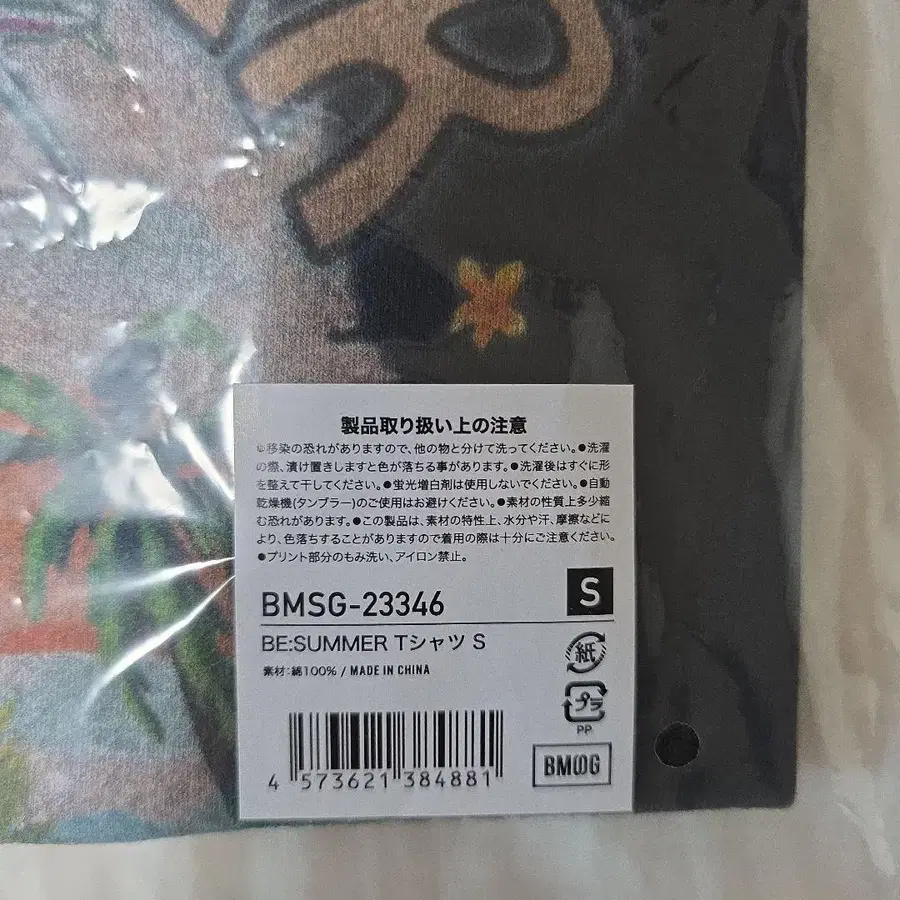 R
製品取り扱い上の注意
●移染の恐れがありますので、他の物と分けて洗ってください。●洗濯
の際、漬け置きしますと色が落ちる事があります。●洗濯後はすぐに形
を整えて干してください。●蛍光増白剤は使用しないでください。●自動
乾燥機(タンブラー)のご使用はお避けください。●素材の性質上多少縮
む恐れがあります。●この製品は、素材の特性上、水分や汗、摩擦などに
より、色落ちすることがありますので着用の際は十分にご注意ください。
●プリント部分のもみ洗い、アイロン禁止。
BMSG-23346 S
BE:SUMMER Tシャツ S
素材:綿100% / MADE IN CHINA
紙
プラ
PP
4 573621 384881
BMSG